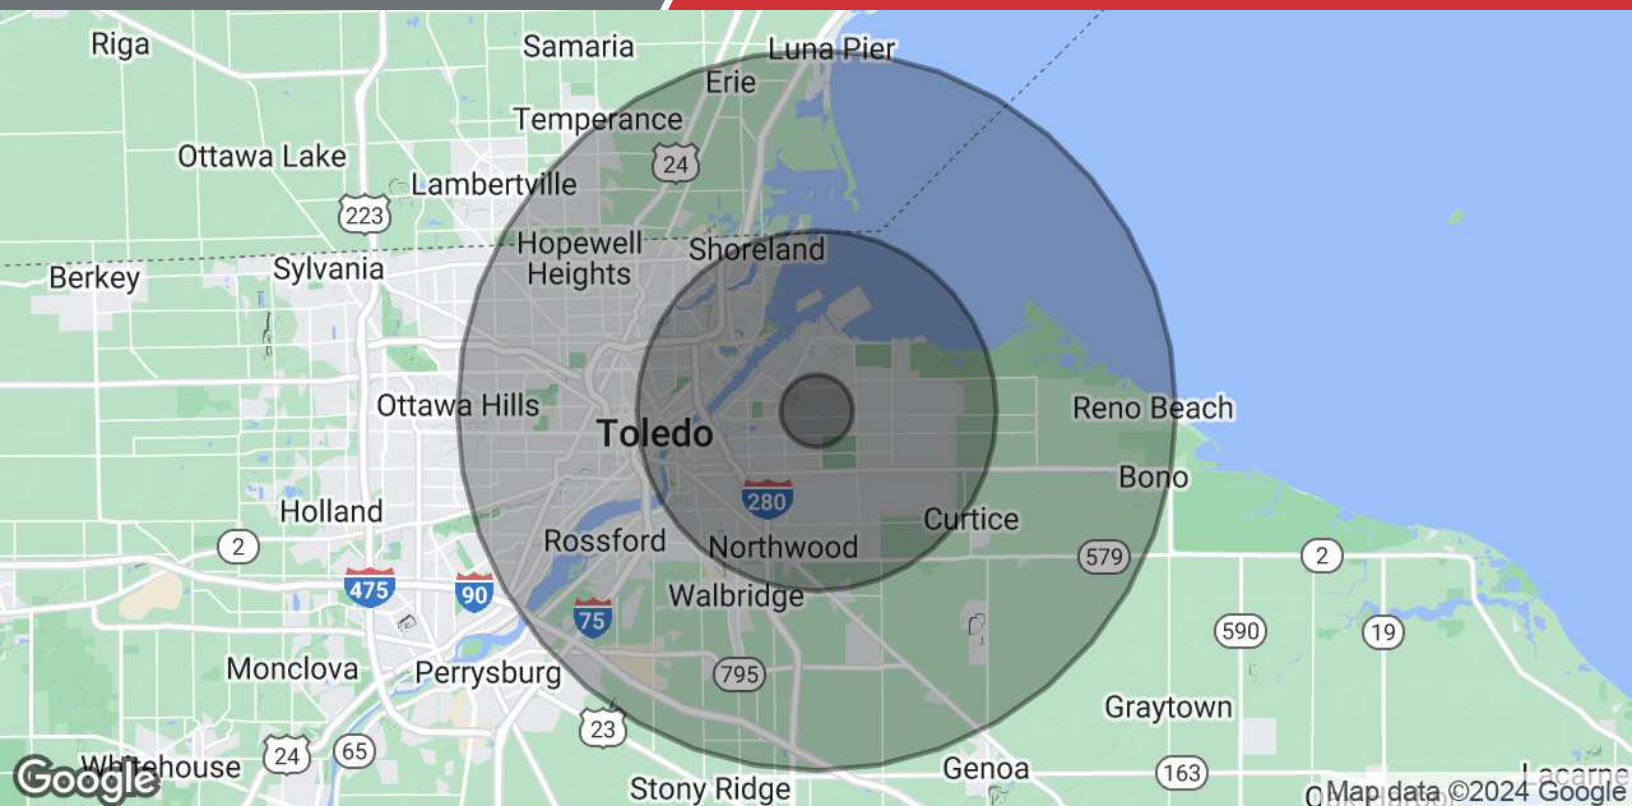 Riga
Samaria
Luna Pier
Erie
Temperance
Ottawa Lake
24
Lambertville
223
Hopewell
Heights
Shoreland
Berkey
Sylvania
Ottawa Hills
Reno Beach
Toledo
Bono
280
Holland
Curtice
2
Rossford
Northwood
579
2
475
90
Walbridge
75
590
19
Monclova
Perrysburg
795
Graytown
23
24
65
Whitehouse
Genoa
163
Lacarne
Google
Stony Ridge
Map data ©2024 Google